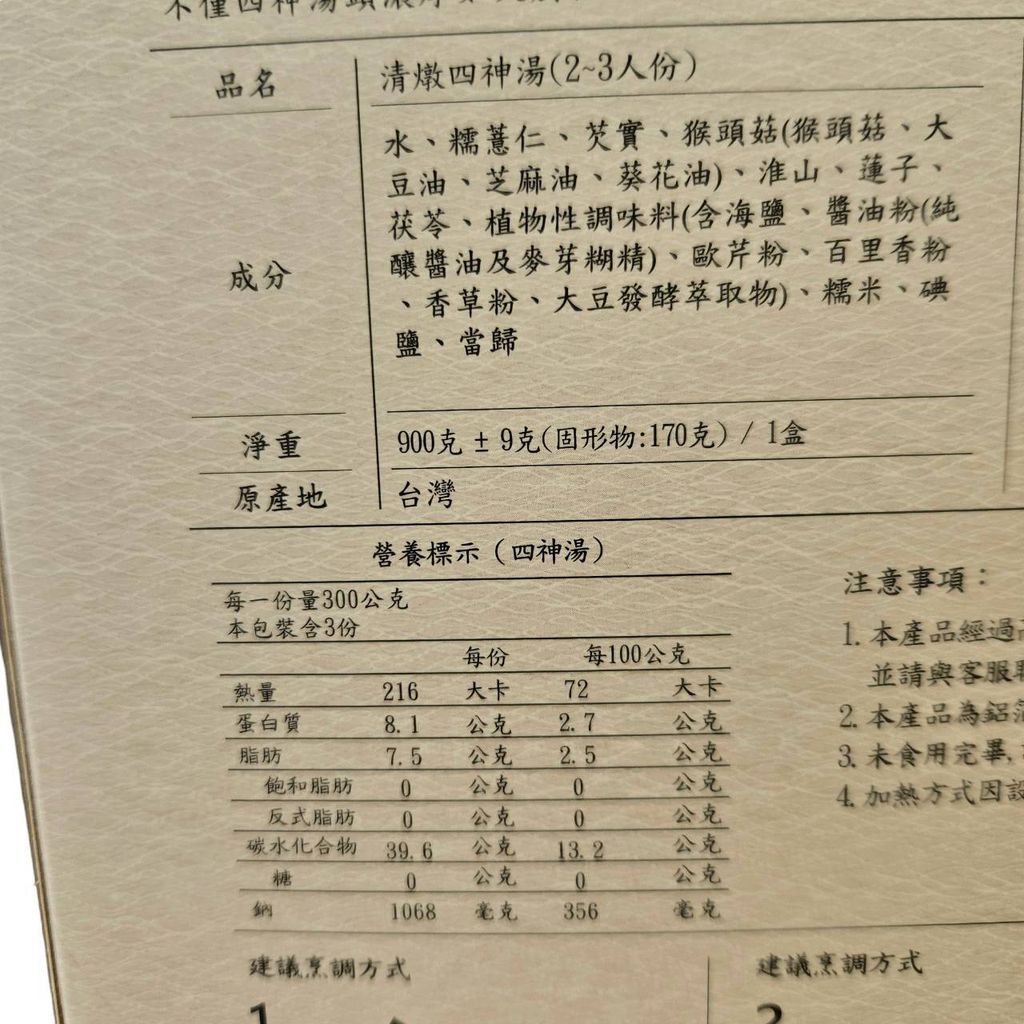 不僅四神湯頭濃
品名 清燉四神湯(2~3人份)
成分
水、糯薏仁、芡實、猴頭菇(猴頭菇、大
豆油、芝麻油、葵花油)、淮山、蓮子、
茯苓、植物性調味料(含海鹽、醬油粉(純
釀醬油及麥芽糊精)、歐芹粉、百里香粉
、香草粉、大豆發酵萃取物)、糯米、碘
鹽、當歸
淨重 900克 ± 9克(固形物:170克) / 1盒
原產地 台灣
營養標示（四神湯）
每一份量300公克
本包裝含3份
每份 每100公克
熱量 216 大卡 72 大卡
蛋白質 8.1 公克 2.7 公克
脂肪 7.5 公克 2.5 公克
飽和脂肪 0 公克 0 公克
反式脂肪 0 公克 0 公克
碳水化合物 39.6 公克 13.2 公克
糖 0 公克 0 公克
鈉 1068 毫克 356 毫克
注意事項：
1. 本產品經過
並請與客服
2. 本產品為鋁
3. 未食用完畢,
4. 加熱方式因設
建議烹調方式
1
建議烹調方式
2